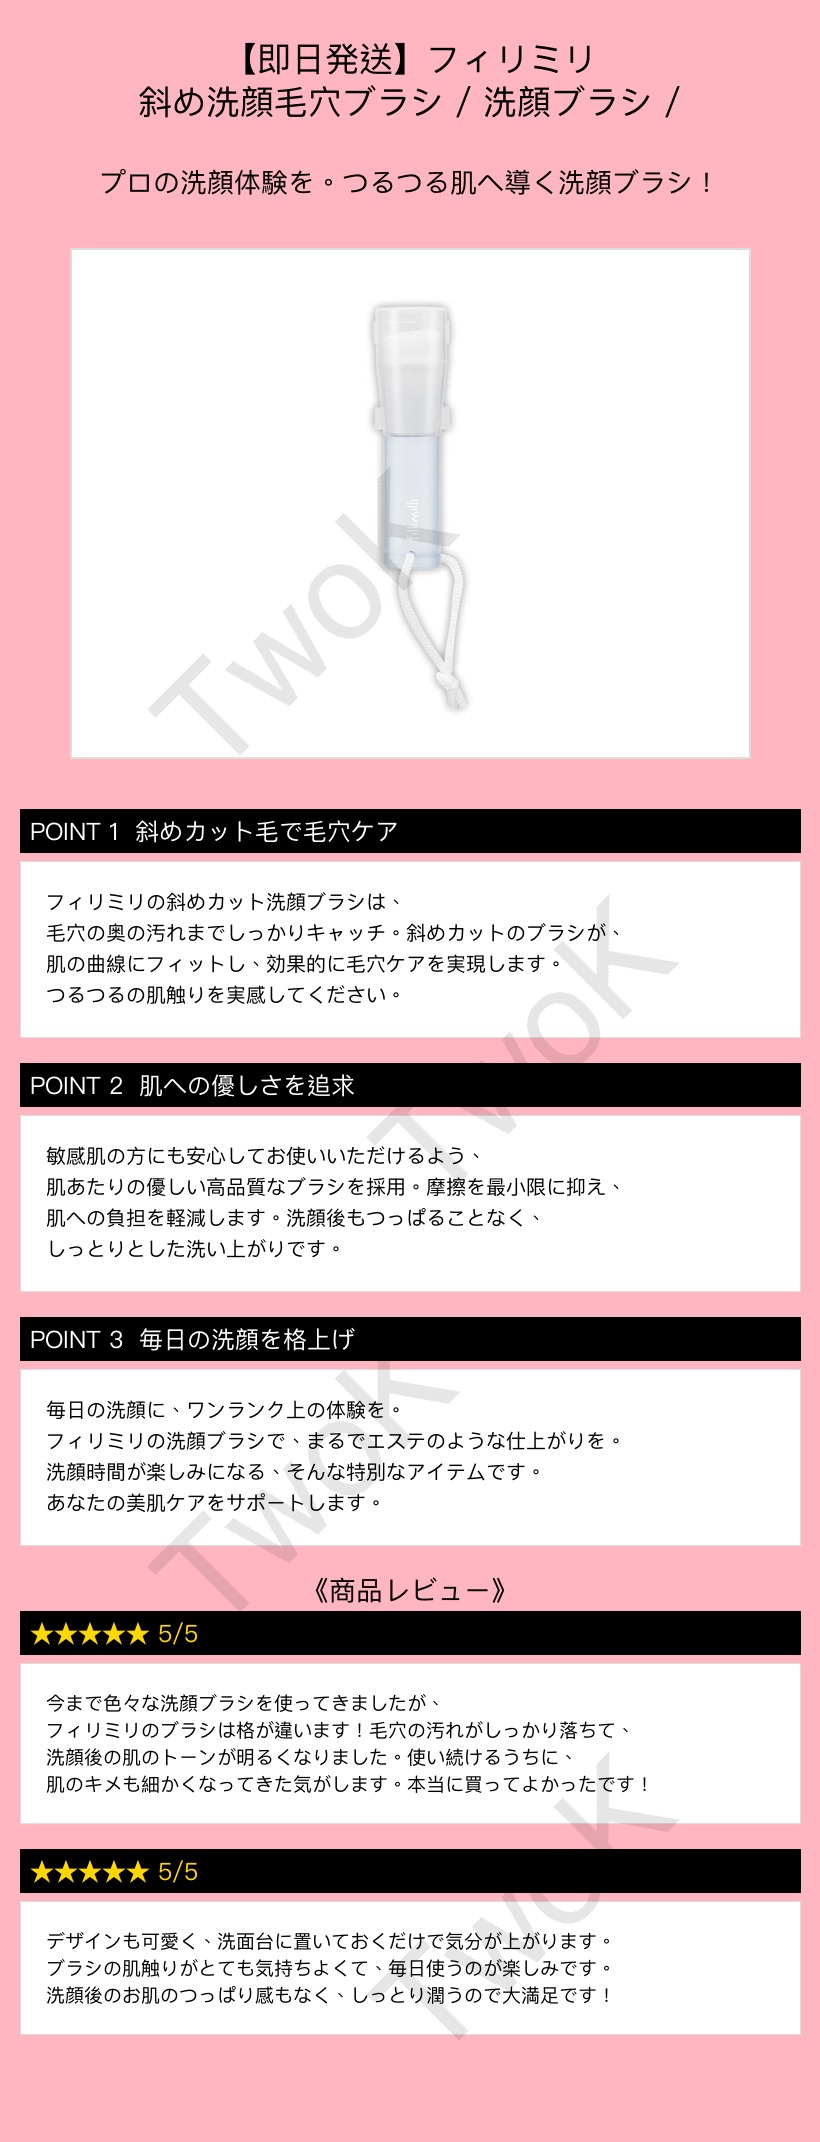 【即日発送】フィリミリ
斜め洗顔毛穴ブラシ / 洗顔ブラシ /
プロの洗顔体験を。つるつる肌へ導く洗顔ブラシ！
fillimilli
TwoK
POINT 1 斜めカット毛で毛穴ケア
フィリミリの斜めカット洗顔ブラシは、
毛穴の奥の汚れまでしっかりキャッチ。斜めカットのブラシが、
肌の曲線にフィットし、効果的に毛穴ケアを実現します。
つるつるの肌触りを実感してください。
TwoK
POINT 2 肌への優しさを追求
敏感肌の方にも安心してお使いいただけるよう、
肌あたりの優しい高品質なブラシを採用。摩擦を最小限に抑え、
肌への負担を軽減します。洗顔後もつっぱることなく、
しっとりとした洗い上がりです。
POINT 3 毎日の洗顔を格上げ
毎日の洗顔に、ワンランク上の体験を。
フィリミリの洗顔ブラシで、まるでエステのような仕上がりを。
洗顔時間が楽しみになる、そんな特別なアイテムです。
あなたの美肌ケアをサポートします。
TwoK
《商品レビュー》
★★★★★ 5/5
今まで色々な洗顔ブラシを使ってきましたが、
フィリミリのブラシは格が違います！毛穴の汚れがしっかり落ちて、
洗顔後の肌のトーンが明るくなりました。使い続けるうちに、
肌のキメも細かくなってきた気がします。本当に買ってよかったです！
★★★★★ 5/5
デザインも可愛く、洗面台に置いておくだけで気分が上がります。
ブラシの肌触りがとても気持ちよくて、毎日使うのが楽しみです。
洗顔後のお肌のつっぱり感もなく、しっとり潤うので大満足です！
TwoK